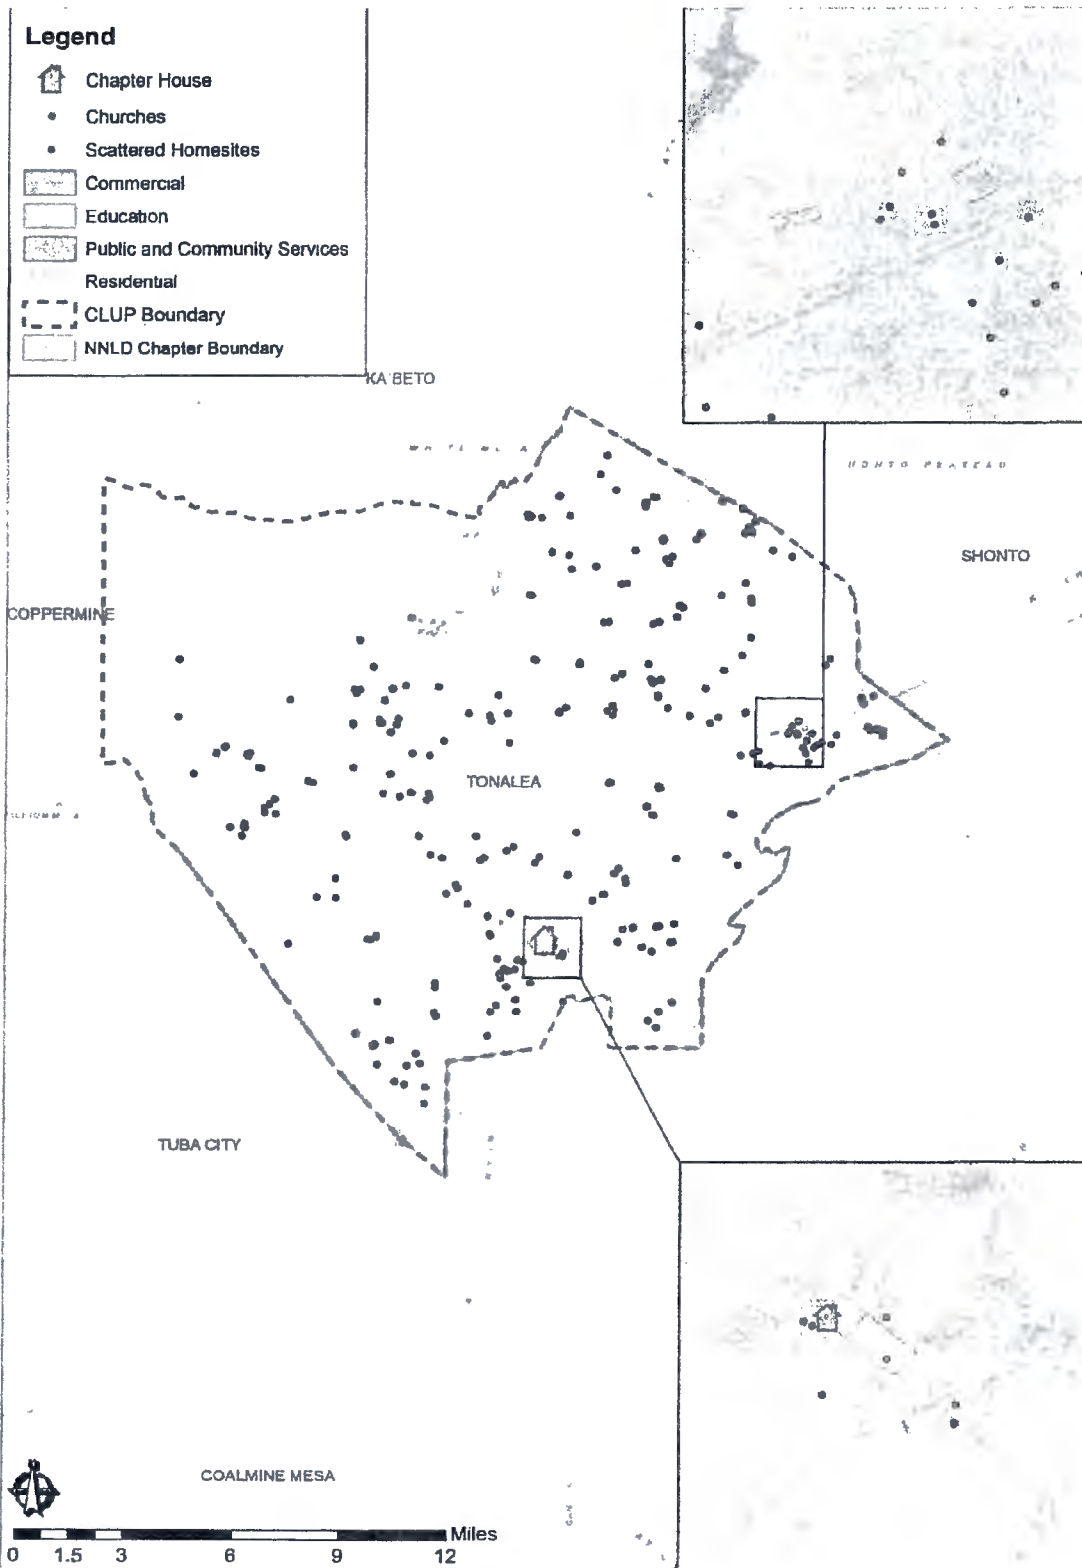 Legend
Chapter House
Churches
Scattered Homesites
Commercial
Education
Public and Community Services
Residential
CLUP Boundary
NNLD Chapter Boundary
KA'BETO
SHONTO
COPPERMINE
TONALEA
TUBA CITY
COALMINE MESA
Miles
0 1.5 3 6 9 12